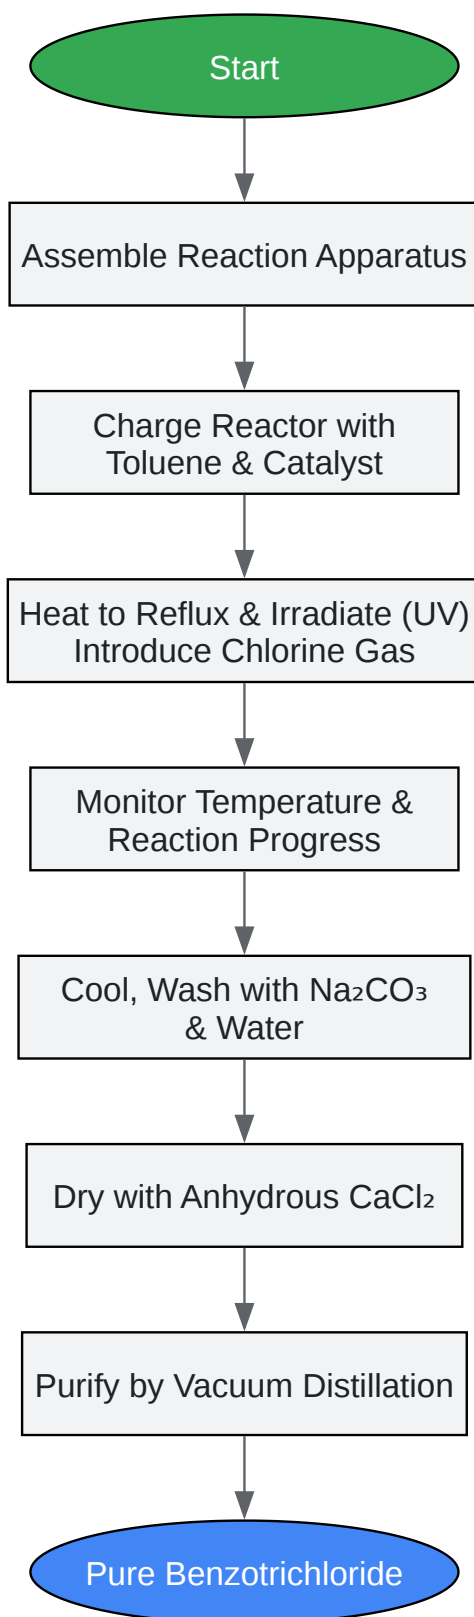 Start
Assemble Reaction Apparatus
Charge Reactor with
Toluene & Catalyst
Heat to Reflux & Irradiate (UV)
Introduce Chlorine Gas
Monitor Temperature &
Reaction Progress
Cool, Wash with Na₂CO₃
& Water
Dry with Anhydrous CaCl₂
Purify by Vacuum Distillation
Pure Benzotrichloride